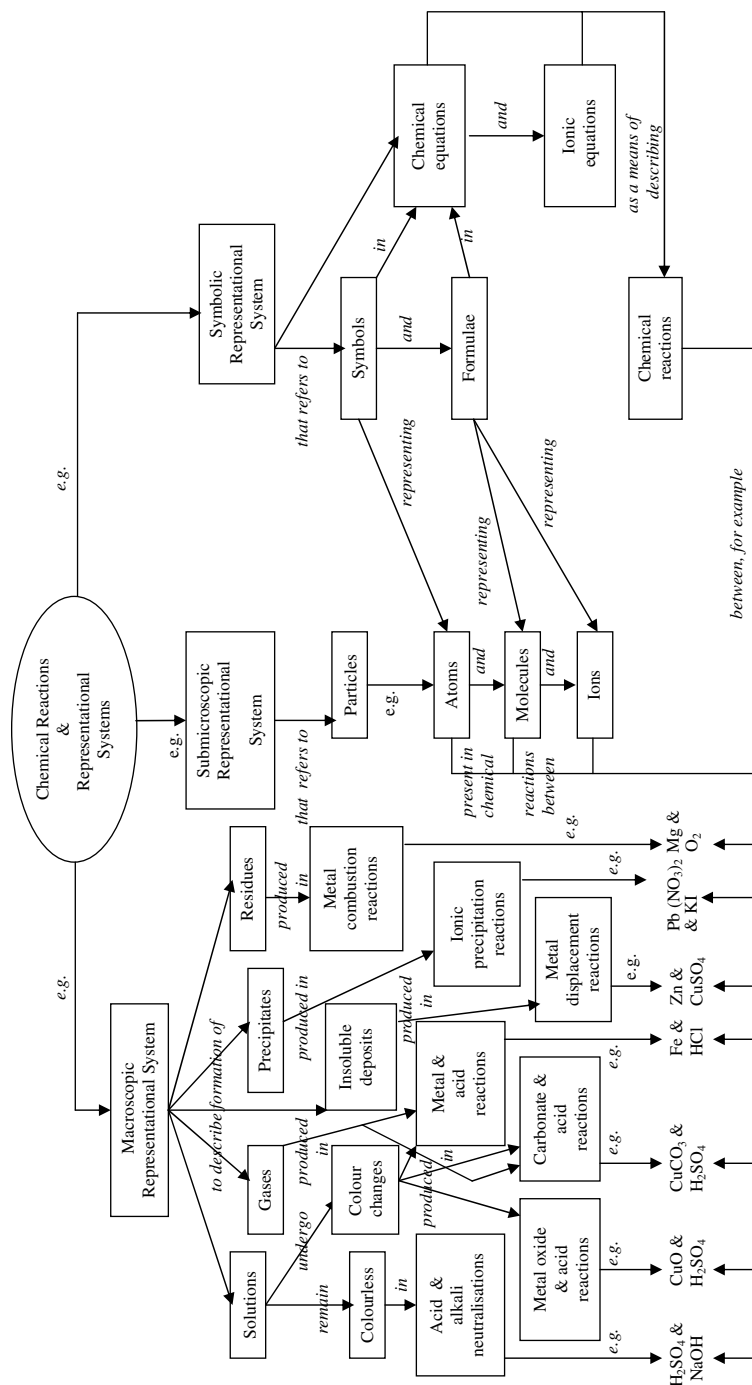 Chemical Reactions
&
Representational
Systems
e.g.
e.g.
e.g.
Macroscopic
Representational System
Submicroscopic
Representational
System
Symbolic
Representational
System
to describe formation of
that refers to
that refers to
Solutions
Gases
Precipitates
Residues
Particles
Symbols
Chemical
equations
undergo
remain
produced
in
produced in
produced
in
e.g.
representing
and
in
in
and
Colourless
Colour
changes
Insoluble
deposits
Metal
combustion
reactions
Atoms
and
Molecules
and
Ions
Formulae
Ionic
equations
in
produced
in
produced
in
representing
representing
as a means of
describing
Acid &
alkali
neutralisations
Metal &
acid
reactions
Ionic
precipitation
reactions
present in
chemical
reactions
between
Metal oxide
& acid
reactions
Carbonate &
acid
reactions
Metal
displacement
reactions
Chemical
reactions
e.g.
e.g.
e.g.
e.g.
e.g.
e.g.
e.g.
between, for example
H₂SO₄ &
NaOH
CuO &
H₂SO₄
CuCO₃ &
H₂SO₄
Fe &
HCl
Zn &
CuSO₄
Pb (NO₃)₂
& KI
Mg &
O₂